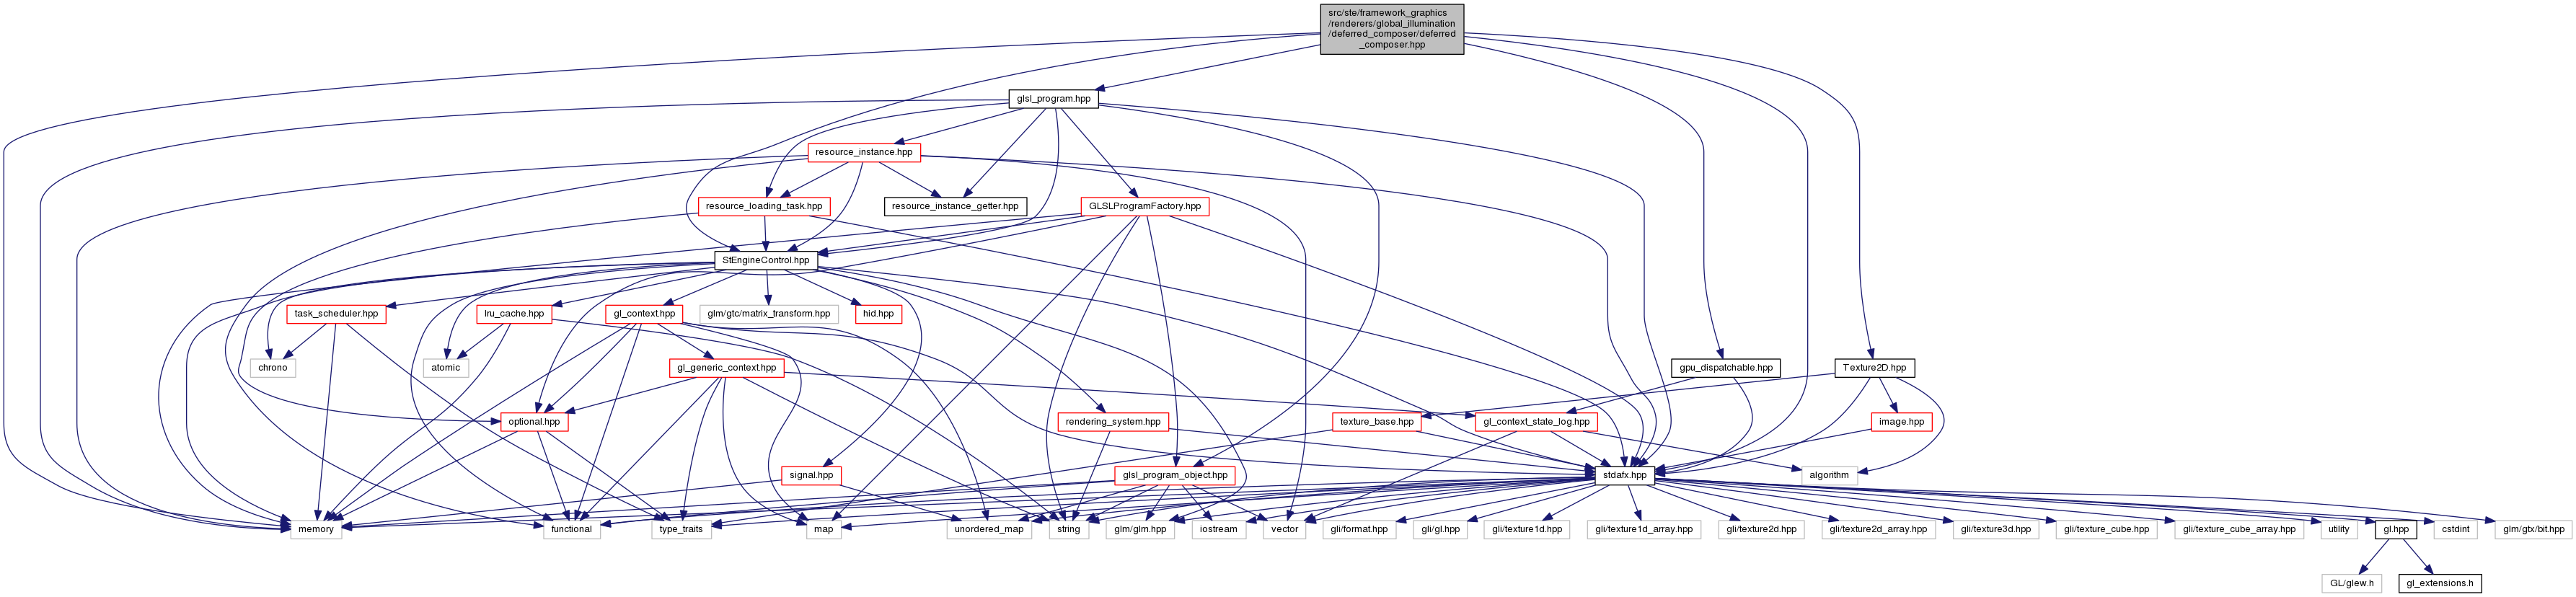 src/ste/framework_graphics
/renderers/global_illumination
/deferred_composer/deferred
_composer.hpp
glsl_program.hpp
resource_instance.hpp
resource_loading_task.hpp
resource_instance_getter.hpp
GLSLProgramFactory.hpp
StEngineControl.hpp
task_scheduler.hpp
lru_cache.hpp
gl_context.hpp
glm/gtc/matrix_transform.hpp
hid.hpp
chrono
atomic
gl_generic_context.hpp
gpu_dispatchable.hpp
Texture2D.hpp
optional.hpp
rendering_system.hpp
texture_base.hpp
gl_context_state_log.hpp
image.hpp
signal.hpp
glsl_program_object.hpp
stdafx.hpp
algorithm
memory
functional
type_traits
map
unordered_map
string
glm/glm.hpp
iostream
vector
gli/format.hpp
gli/gl.hpp
gli/texture1d.hpp
gli/texture1d_array.hpp
gli/texture2d.hpp
gli/texture2d_array.hpp
gli/texture3d.hpp
gli/texture_cube.hpp
gli/texture_cube_array.hpp
utility
gl.hpp
cstdint
glm/gtx/bit.hpp
GL/glew.h
gl_extensions.h